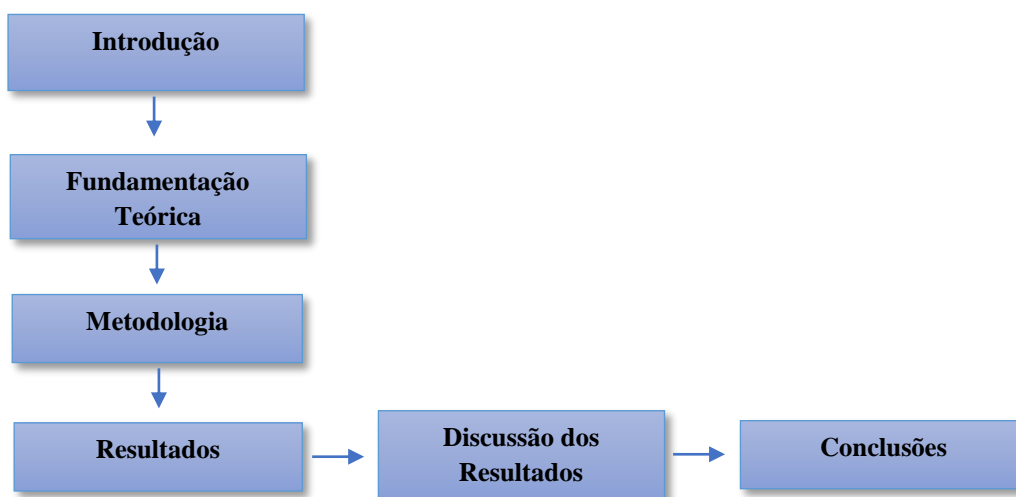 Introdução
Fundamentação
Teórica
Metodologia
Resultados
Discussão dos
Resultados
Conclusões